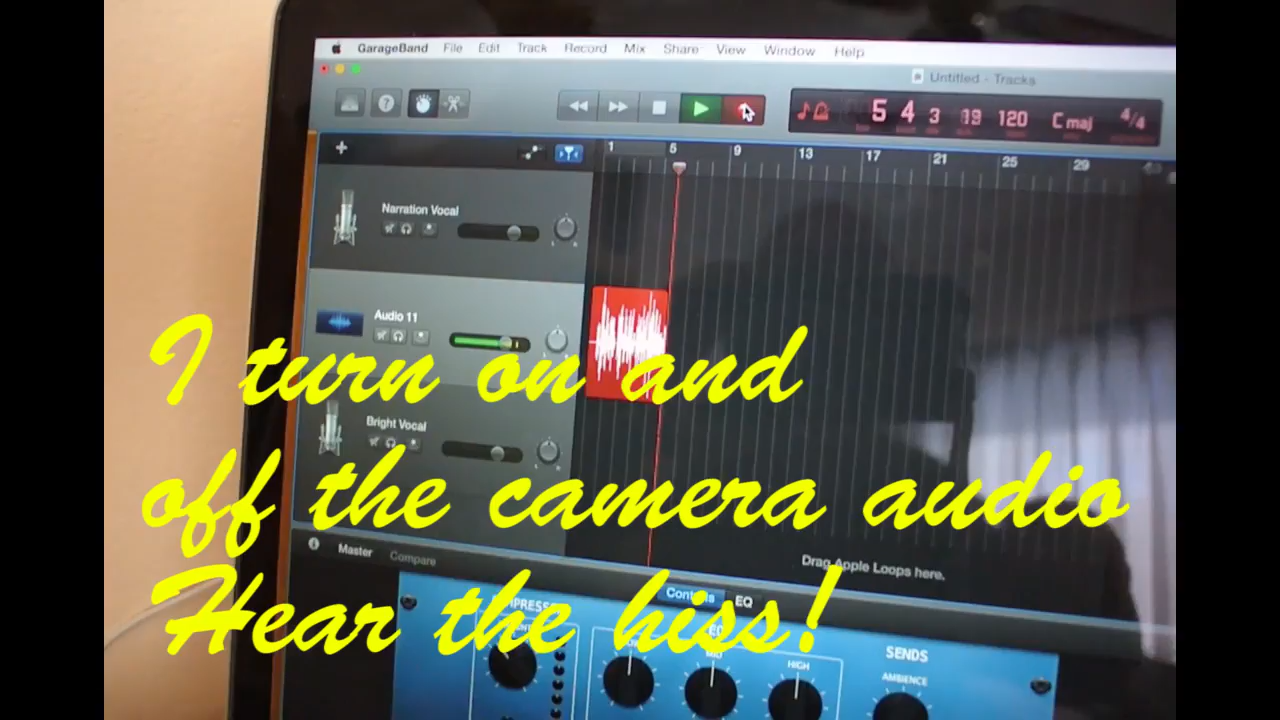 GarageBand File Edit Track Record Mix Share View Window Help
Untitled - Tracks
5 4 3 19 120 Cmaj 4/4
1 5 9 13 17 21 25 29
Narration Vocal
Audio 11
Bright Vocal
I turn on and
off the camera audio
Hear the hiss!
Drag Apple Loops here.
Master Compare
Controls EQ
HIGH
SENDS
AMBIENCE